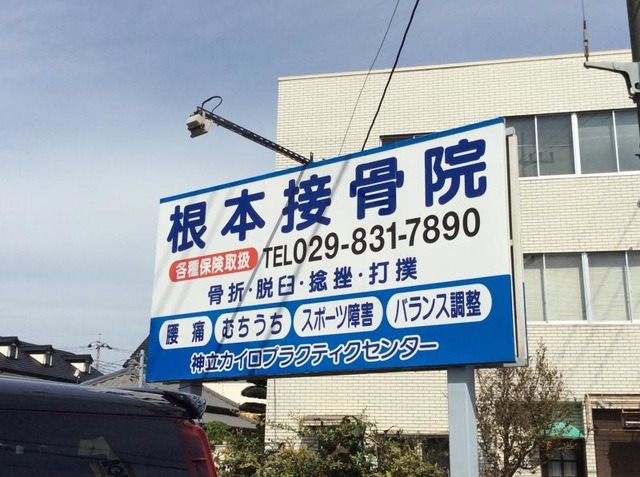 根本接骨院
各種保険取扱 TEL029-831-7890
骨折・脱臼・捻挫・打撲
腰痛 むちうち スポーツ障害 バランス調整
神立カイロプラクティクセンター